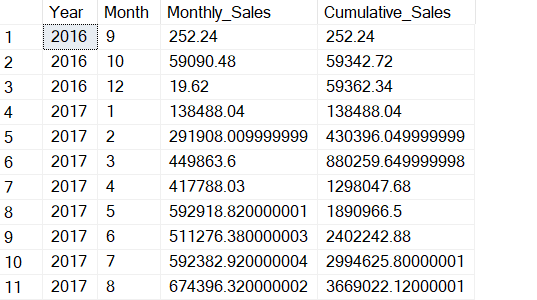 Year Month Monthly_Sales Cumulative_Sales
1 2016 9 252.24 252.24
2 2016 10 59090.48 59342.72
3 2016 12 19.62 59362.34
4 2017 1 138488.04 138488.04
5 2017 2 291908.009999999 430396.049999999
6 2017 3 449863.6 880259.649999998
7 2017 4 417788.03 1298047.68
8 2017 5 592918.820000001 1890966.5
9 2017 6 511276.380000003 2402242.88
10 2017 7 592382.920000004 2994625.80000001
11 2017 8 674396.320000002 3669022.12000001